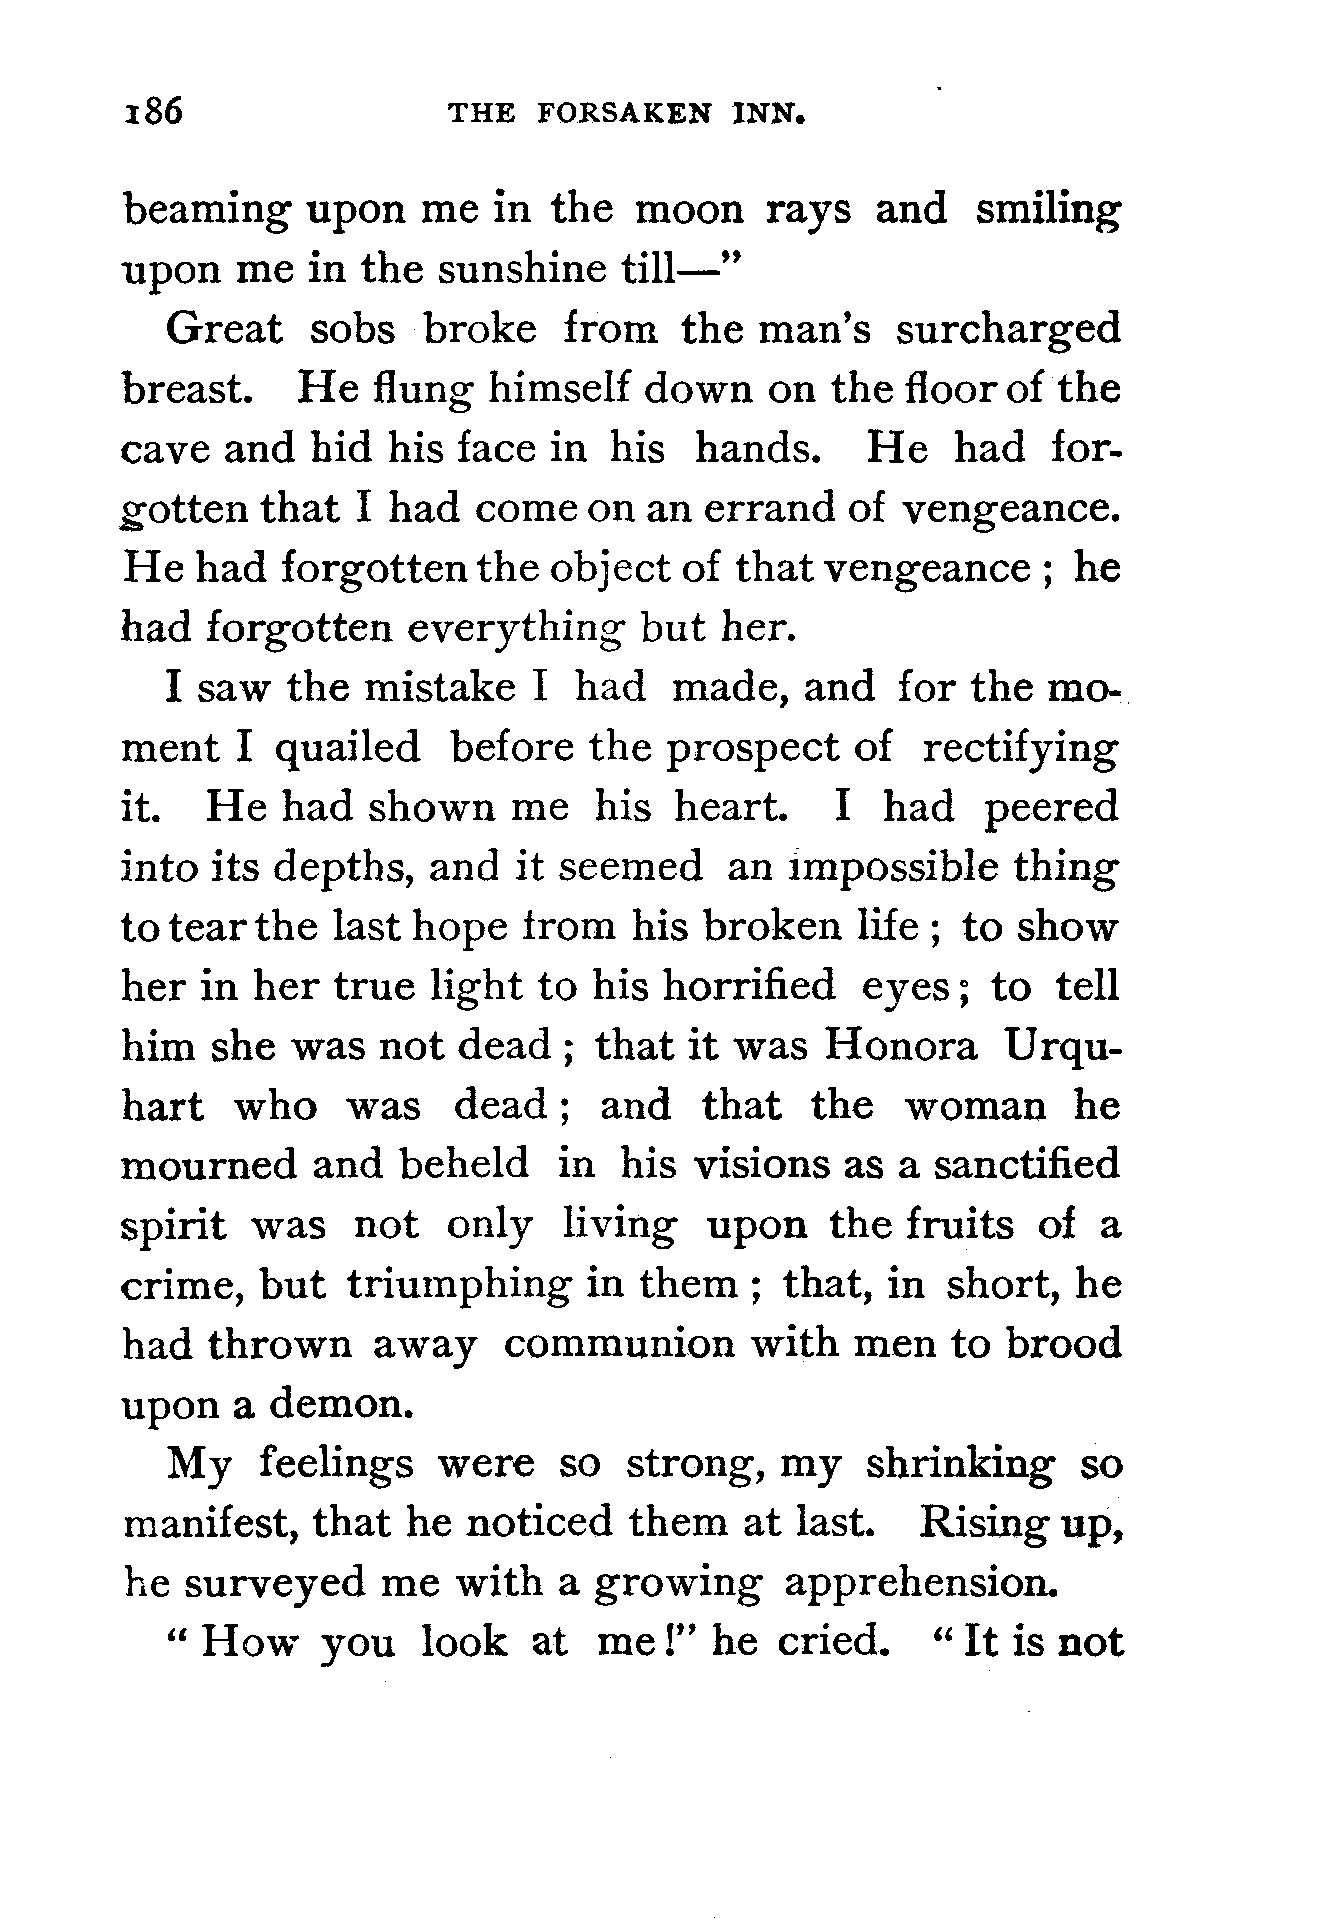 186 THE FORSAKEN INN.
beaming upon me in the moon rays and smiling
upon me in the sunshine till—”
Great sobs broke from the man’s surcharged
breast. He flung himself down on the floor of the
cave and hid his face in his hands. He had for-
gotten that I had come on an errand of vengeance.
He had forgotten the object of that vengeance ; he
had forgotten everything but her.
I saw the mistake I had made, and for the mo-
ment I quailed before the prospect of rectifying
it. He had shown me his heart. I had peered
into its depths, and it seemed an impossible thing
to tear the last hope from his broken life ; to show
her in her true light to his horrified eyes ; to tell
him she was not dead ; that it was Honora Urqu-
hart who was dead ; and that the woman he
mourned and beheld in his visions as a sanctified
spirit was not only living upon the fruits of a
crime, but triumphing in them ; that, in short, he
had thrown away communion with men to brood
upon a demon.
My feelings were so strong, my shrinking so
manifest, that he noticed them at last. Rising up,
he surveyed me with a growing apprehension.
“ How you look at me !” he cried. “ It is not